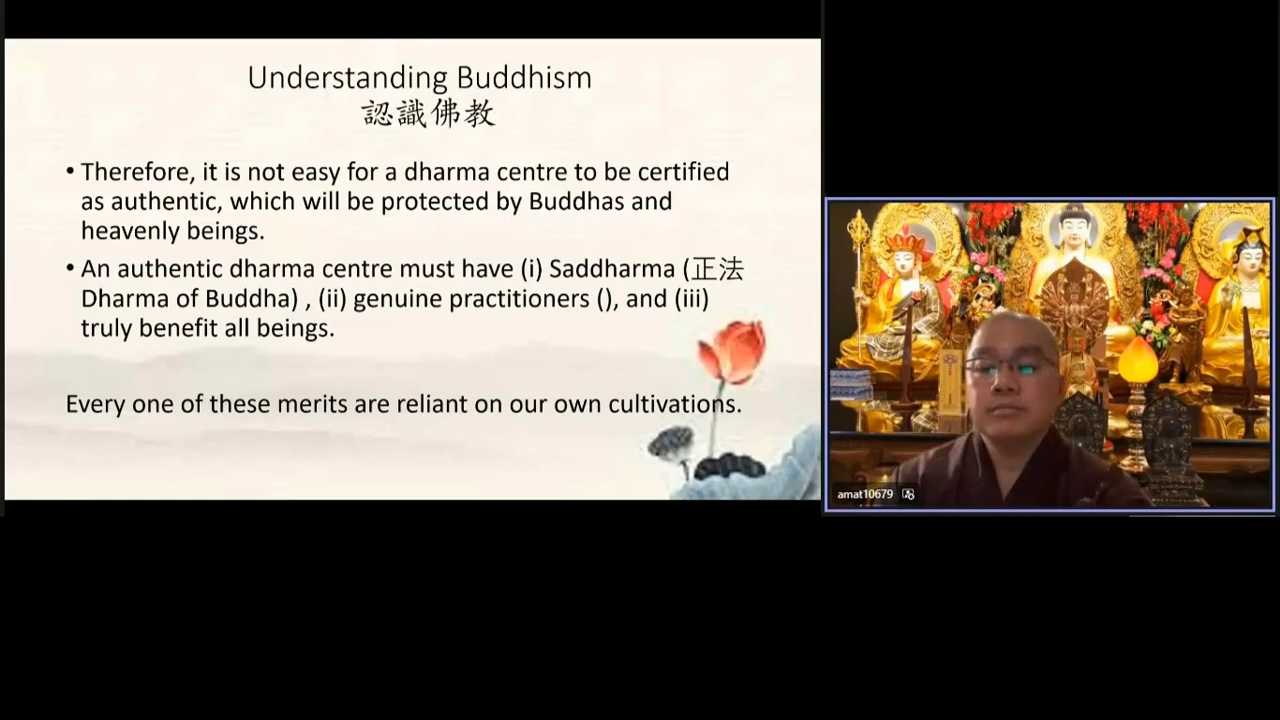 Understanding Buddhism
認識佛教
• Therefore, it is not easy for a dharma centre to be certified
as authentic, which will be protected by Buddhas and
heavenly beings.
• An authentic dharma centre must have (i) Saddharma (正法
Dharma of Buddha) , (ii) genuine practitioners (), and (iii)
truly benefit all beings.
Every one of these merits are reliant on our own cultivations.
amat10679